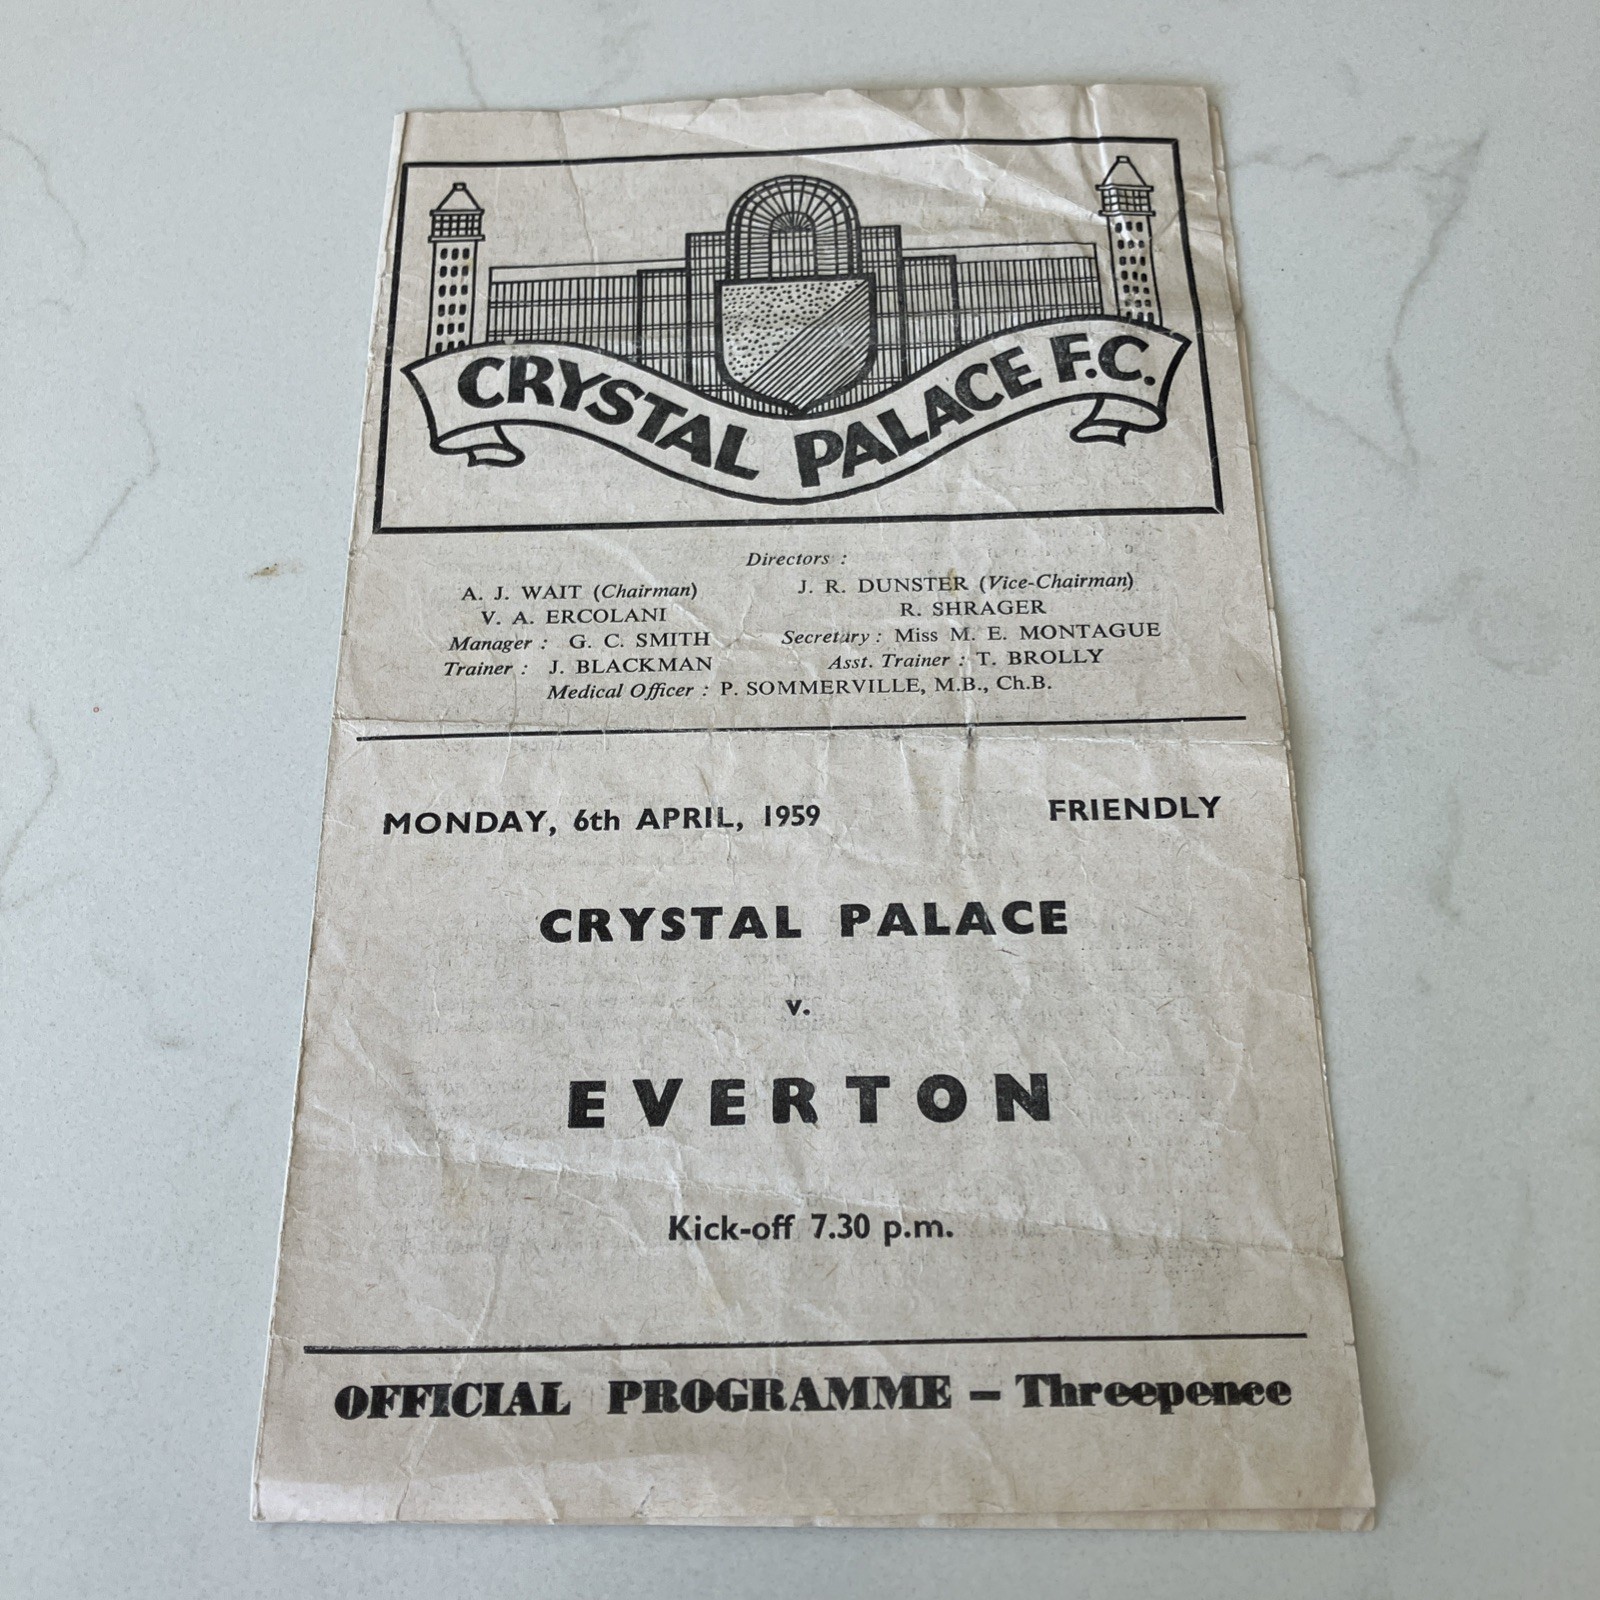 CRYSTAL PALACE F.C.
Directors :
A. J. WAIT (Chairman) J. R. DUNSTER (Vice-Chairman)
V. A. ERCOLANI R. SHRAGER
Manager : G. C. SMITH Secretary : Miss M. E. MONTAGUE
Trainer : J. BLACKMAN Asst. Trainer : T. BROLLY
Medical Officer : P. SOMMERVILLE, M.B., Ch.B.
MONDAY, 6th APRIL, 1959 FRIENDLY
CRYSTAL PALACE
v.
EVERTON
Kick-off 7.30 p.m.
OFFICIAL PROGRAMME – Threepence